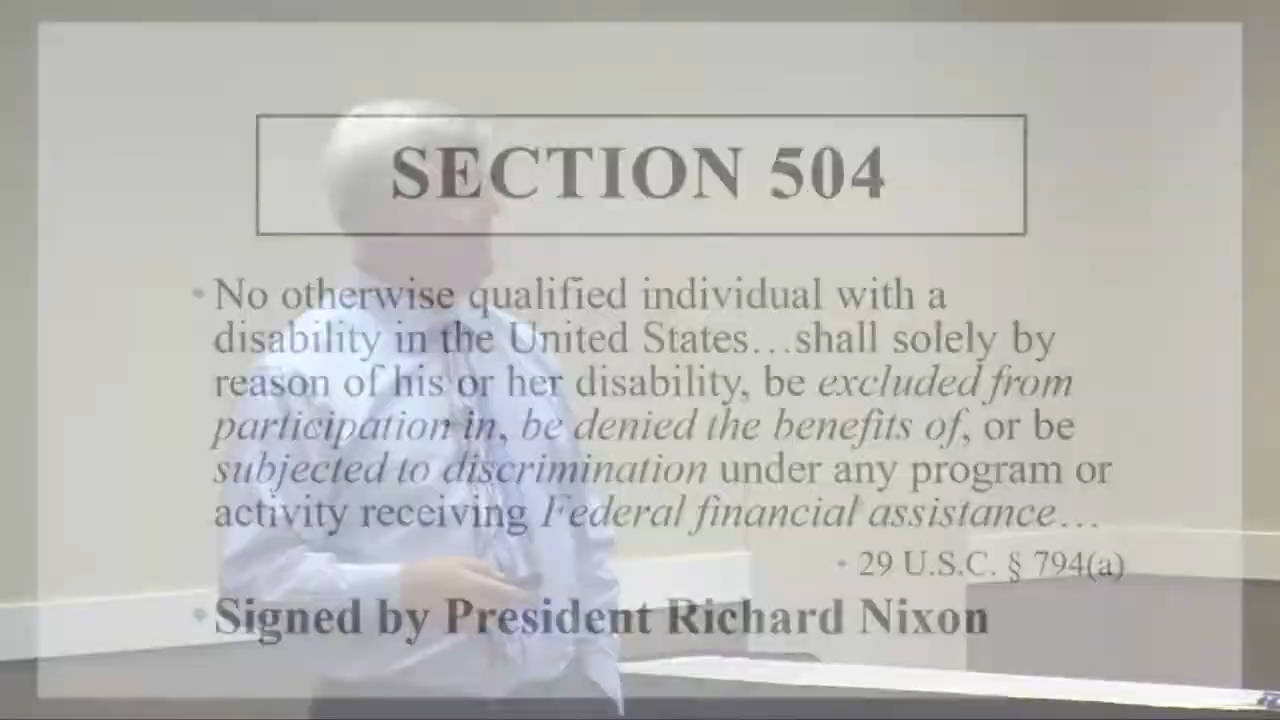 SECTION 504
• No otherwise qualified individual with a
disability in the United States…shall solely by
reason of his or her disability, be excluded from
participation in, be denied the benefits of, or be
subjected to discrimination under any program or
activity receiving Federal financial assistance…
• 29 U.S.C. § 794(a)
• Signed by President Richard Nixon